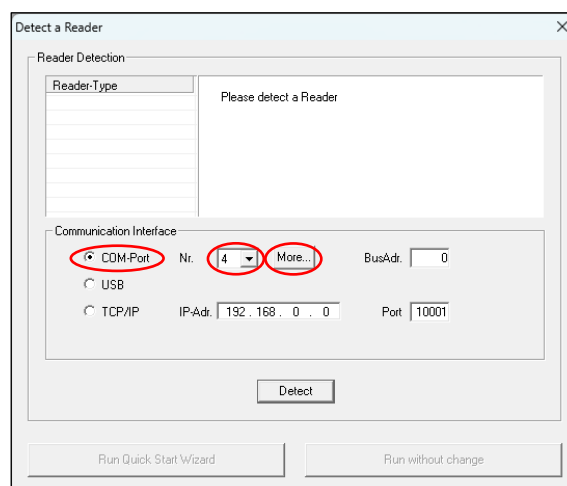 Detect a Reader
Reader Detection
Reader-Type
Please detect a Reader
Communication Interface
COM-Port Nr. 4 More... BusAdr. 0
USB
TCP/IP IP-Adr. 192 . 168 . 0 . 0 Port 10001
Detect
Run Quick Start Wizard Run without change